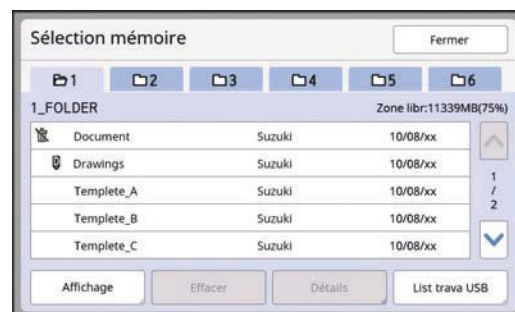 Sélection mémoire
Fermer
1 2 3 4 5 6
1_FOLDER Zone libr:11339MB(75%)
Document Suzuki 10/08/xx
Drawings Suzuki 10/08/xx
Templete_A Suzuki 10/08/xx
Templete_B Suzuki 10/08/xx
Templete_C Suzuki 10/08/xx
1
/
2
Affichage Effacer Détails List trava USB